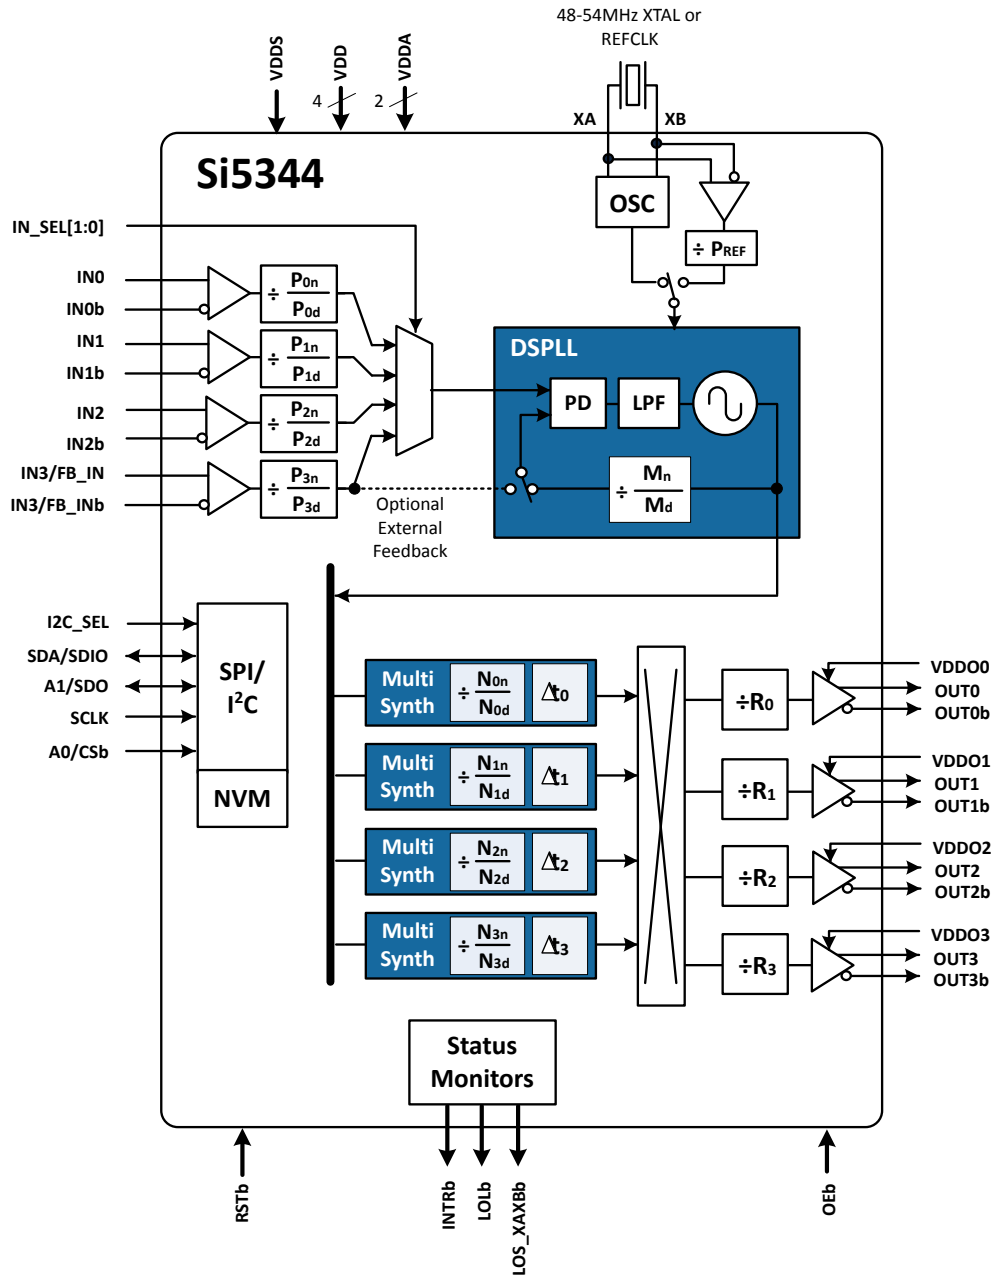 48-54MHz XTAL or
REFCLK
VDDS
VDD
VDDA
4
2
XA
XB
Si5344
OSC
÷ PREF
IN_SEL[1:0]
IN0
IN0b
÷ P0n
P0d
IN1
IN1b
÷ P1n
P1d
IN2
IN2b
÷ P2n
P2d
IN3/FB_IN
IN3/FB_INb
÷ P3n
P3d
Optional
External
Feedback
DSPLL
PD
LPF
÷ Mn
Md
I2C_SEL
SDA/SDIO
A1/SDO
SCLK
A0/CSb
SPI/
I²C
NVM
Multi
Synth
÷ N0n
N0d
Δt0
÷R0
VDDO0
OUT0
OUT0b
Multi
Synth
÷ N1n
N1d
Δt1
÷R1
VDDO1
OUT1
OUT1b
Multi
Synth
÷ N2n
N2d
Δt2
÷R2
VDDO2
OUT2
OUT2b
Multi
Synth
÷ N3n
N3d
Δt3
÷R3
VDDO3
OUT3
OUT3b
Status
Monitors
RSTb
INTRb
LOLb
LOS_XAXBb
OEb